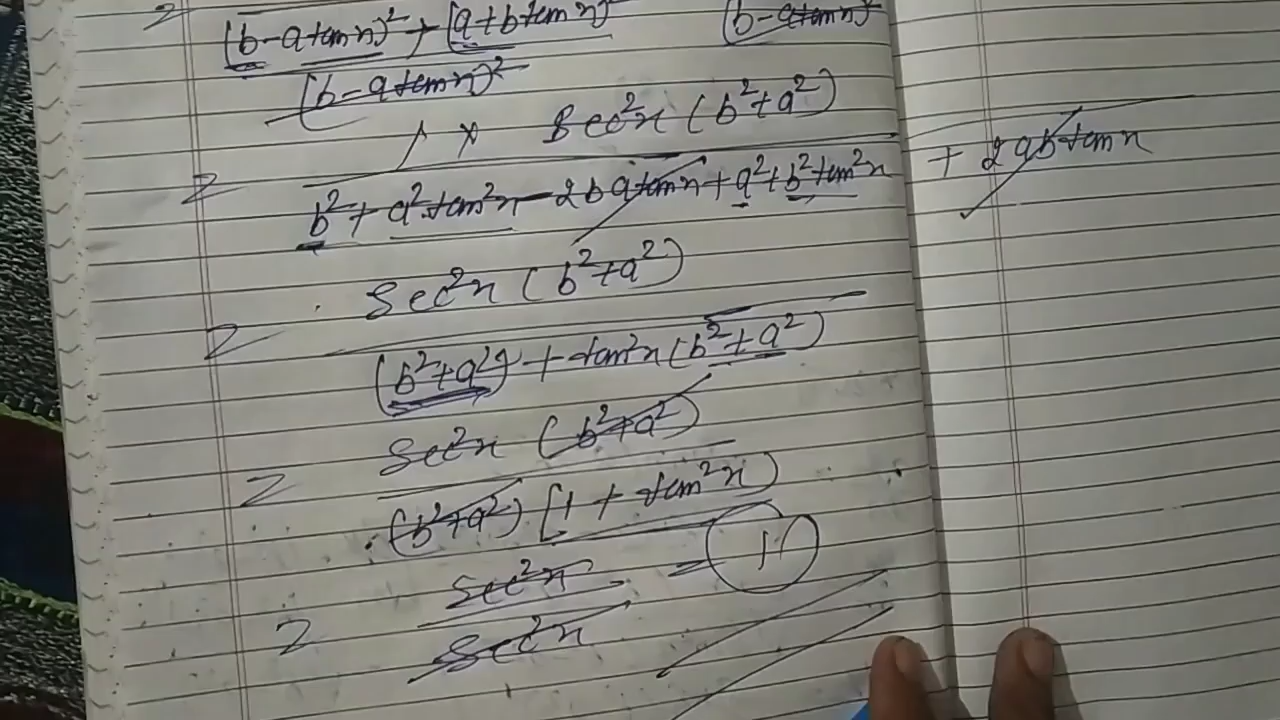 = (b-a tan x)² + (a+b tan x)² (b-a tan x)²
(b-a tan x)²
1 × Sec²x (b²+a²)
= b² + a² tan²x - 2ba tan x + a² + b² tan²x + 2ab tan x
Sec²x (b²+a²)
= (b²+a²) + tan²x (b²+a²)
Sec²x (b²+a²)
= (b²+a²) [1 + tan²x)
Sec²x = 1
= Sec²x